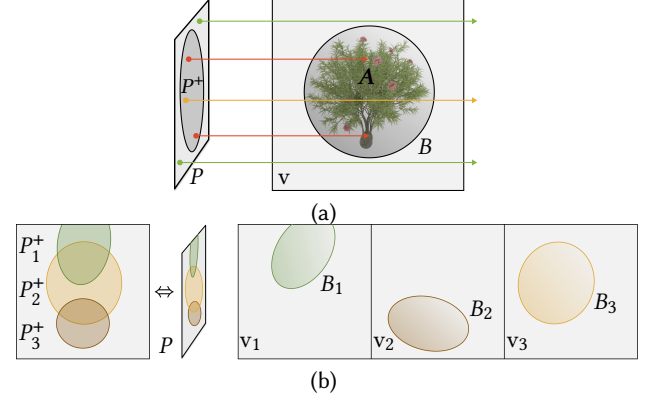 P⁺
A
B
P
v
(a)
P₁⁺
P₂⁺
P₃⁺
⇔
P
B₁
B₂
B₃
v₁
v₂
v₃
(b)